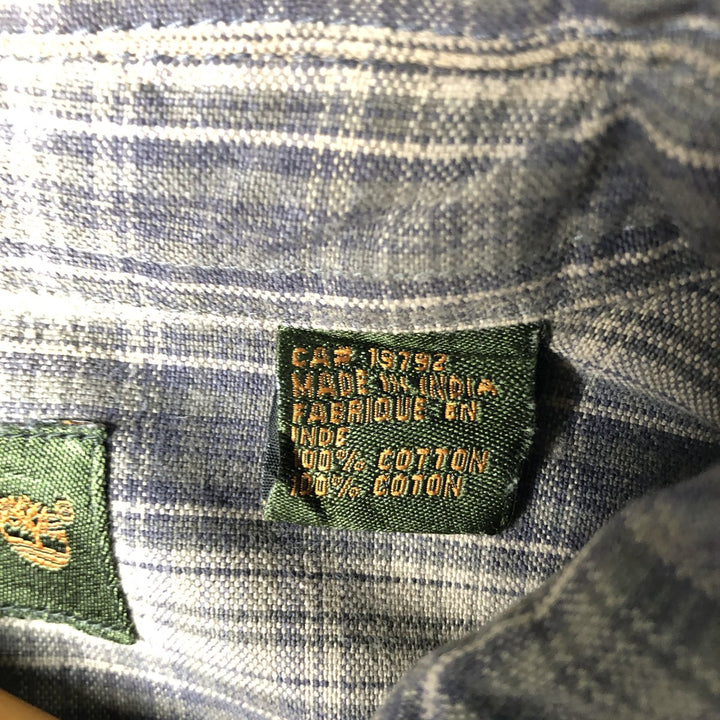 CA# 19792
MADE IN INDIA
FABRIQUE EN
INDE
100% COTTON
100% COTON